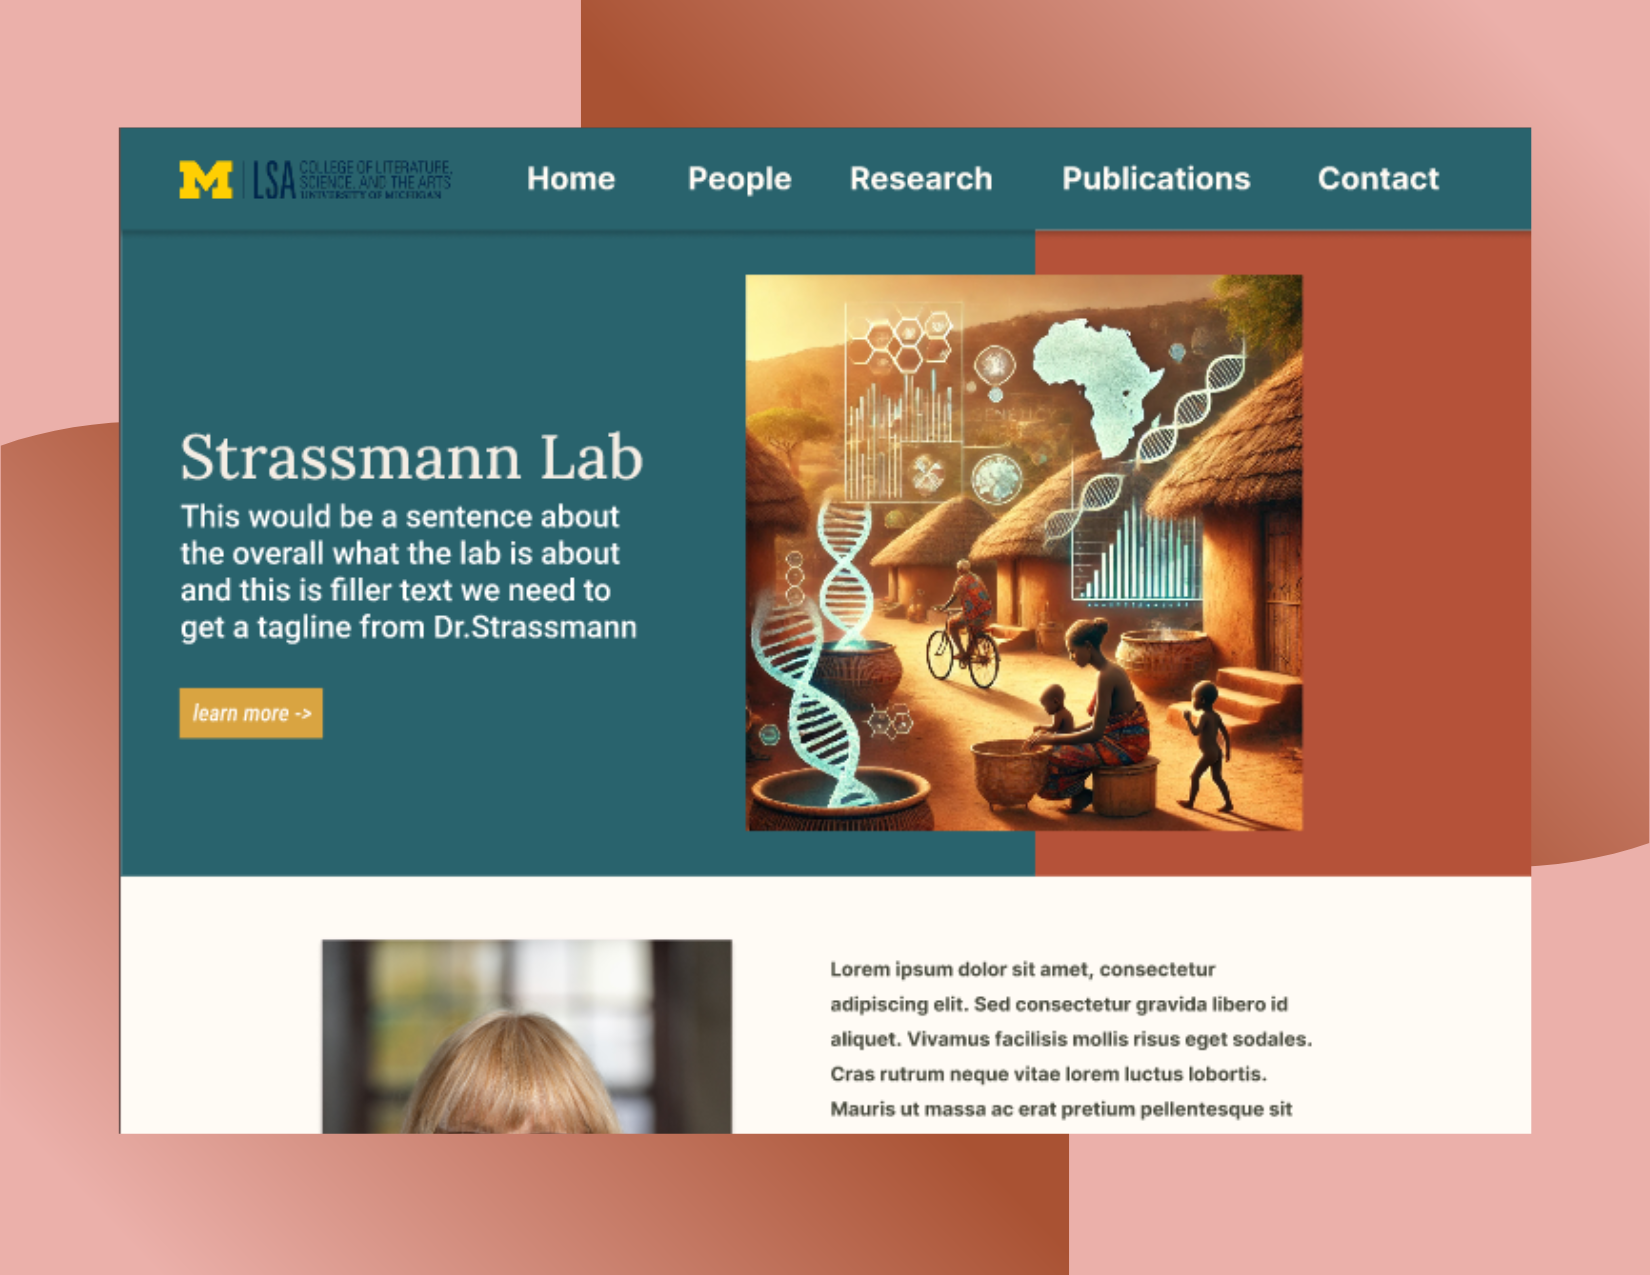 M LSA COLLEGE OF LITERATURE,
SCIENCE, AND THE ARTS
UNIVERSITY OF MICHIGAN
Home People Research Publications Contact
Strassmann Lab
This would be a sentence about
the overall what the lab is about
and this is filler text we need to
get a tagline from Dr.Strassmann
learn more ->
Lorem ipsum dolor sit amet, consectetur
adipiscing elit. Sed consectetur gravida libero id
aliquet. Vivamus facilisis mollis risus eget sodales.
Cras rutrum neque vitae lorem luctus lobortis.
Mauris ut massa ac erat pretium pellentesque sit